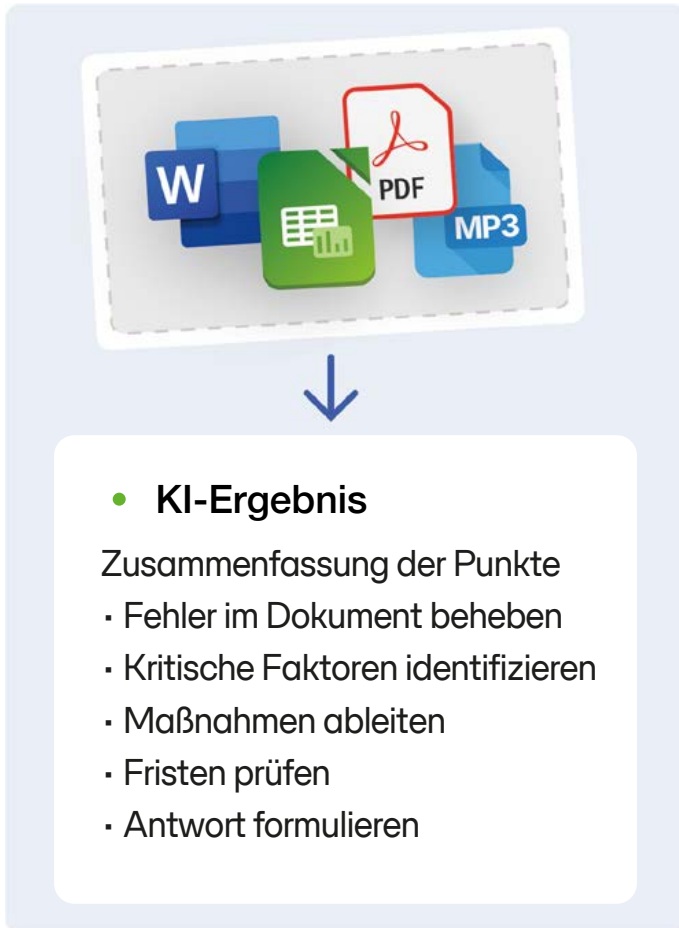 W
PDF
MP3
• KI-Ergebnis
Zusammenfassung der Punkte
· Fehler im Dokument beheben
· Kritische Faktoren identifizieren
· Maßnahmen ableiten
· Fristen prüfen
· Antwort formulieren